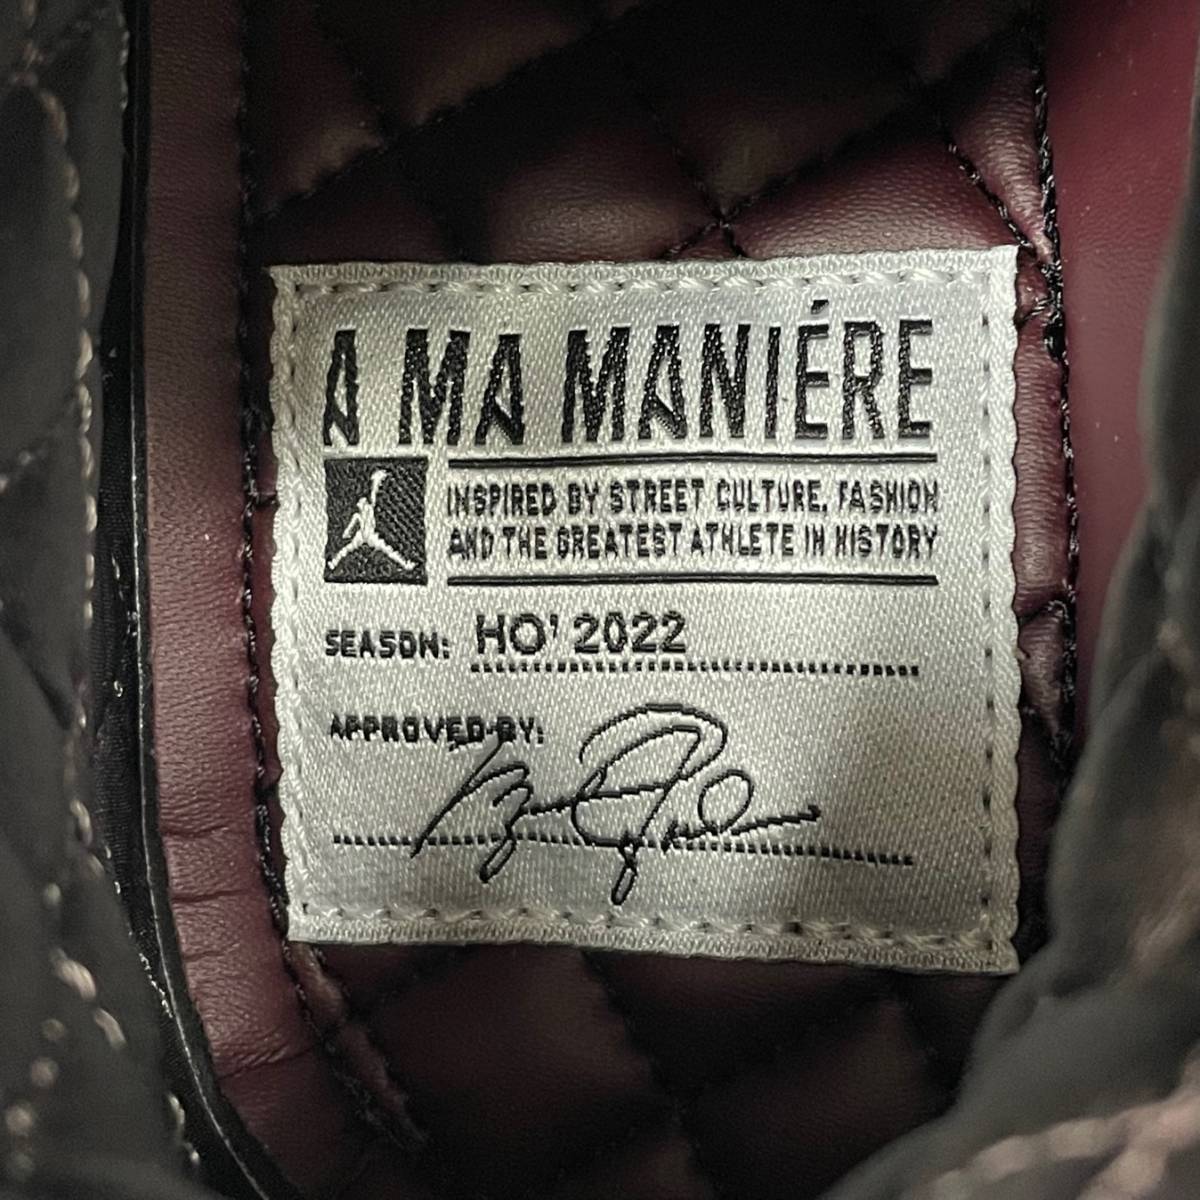 A MA MANIÉRE
INSPIRED BY STREET CULTURE, FASHION
AND THE GREATEST ATHLETE IN HISTORY
SEASON: HO' 2022
APPROVED BY: